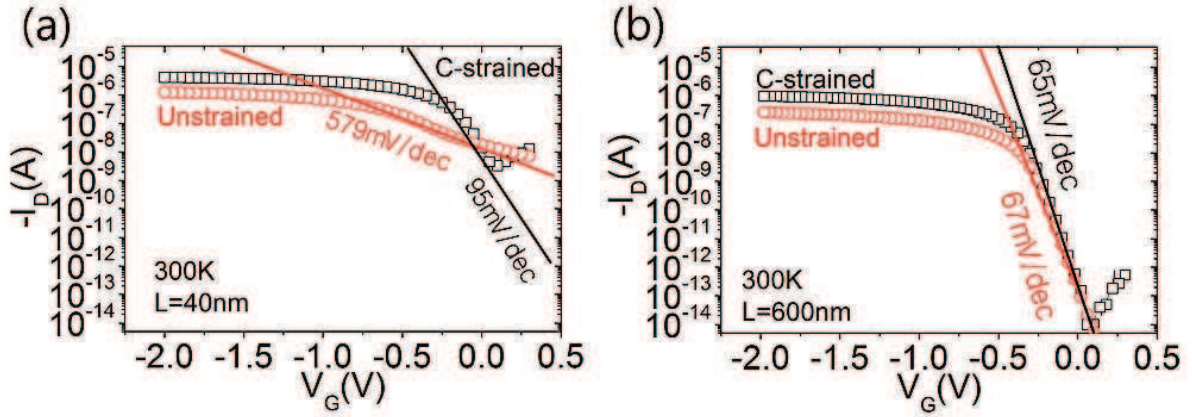 (a)
10⁻⁵
10⁻⁶
10⁻⁷
10⁻⁸
10⁻⁹
10⁻¹⁰
10⁻¹¹
10⁻¹²
10⁻¹³
10⁻¹⁴
-I_D(A)
C-strained
Unstrained
579mV/dec
95mV/dec
300K
L=40nm
-2.0 -1.5 -1.0 -0.5 0.0 0.5
V_G(V)
(b)
10⁻⁵
10⁻⁶
10⁻⁷
10⁻⁸
10⁻⁹
10⁻¹⁰
10⁻¹¹
10⁻¹²
10⁻¹³
10⁻¹⁴
-I_D(A)
C-strained
Unstrained
65mV/dec
67mV/dec
300K
L=600nm
-2.0 -1.5 -1.0 -0.5 0.0 0.5
V_G(V)